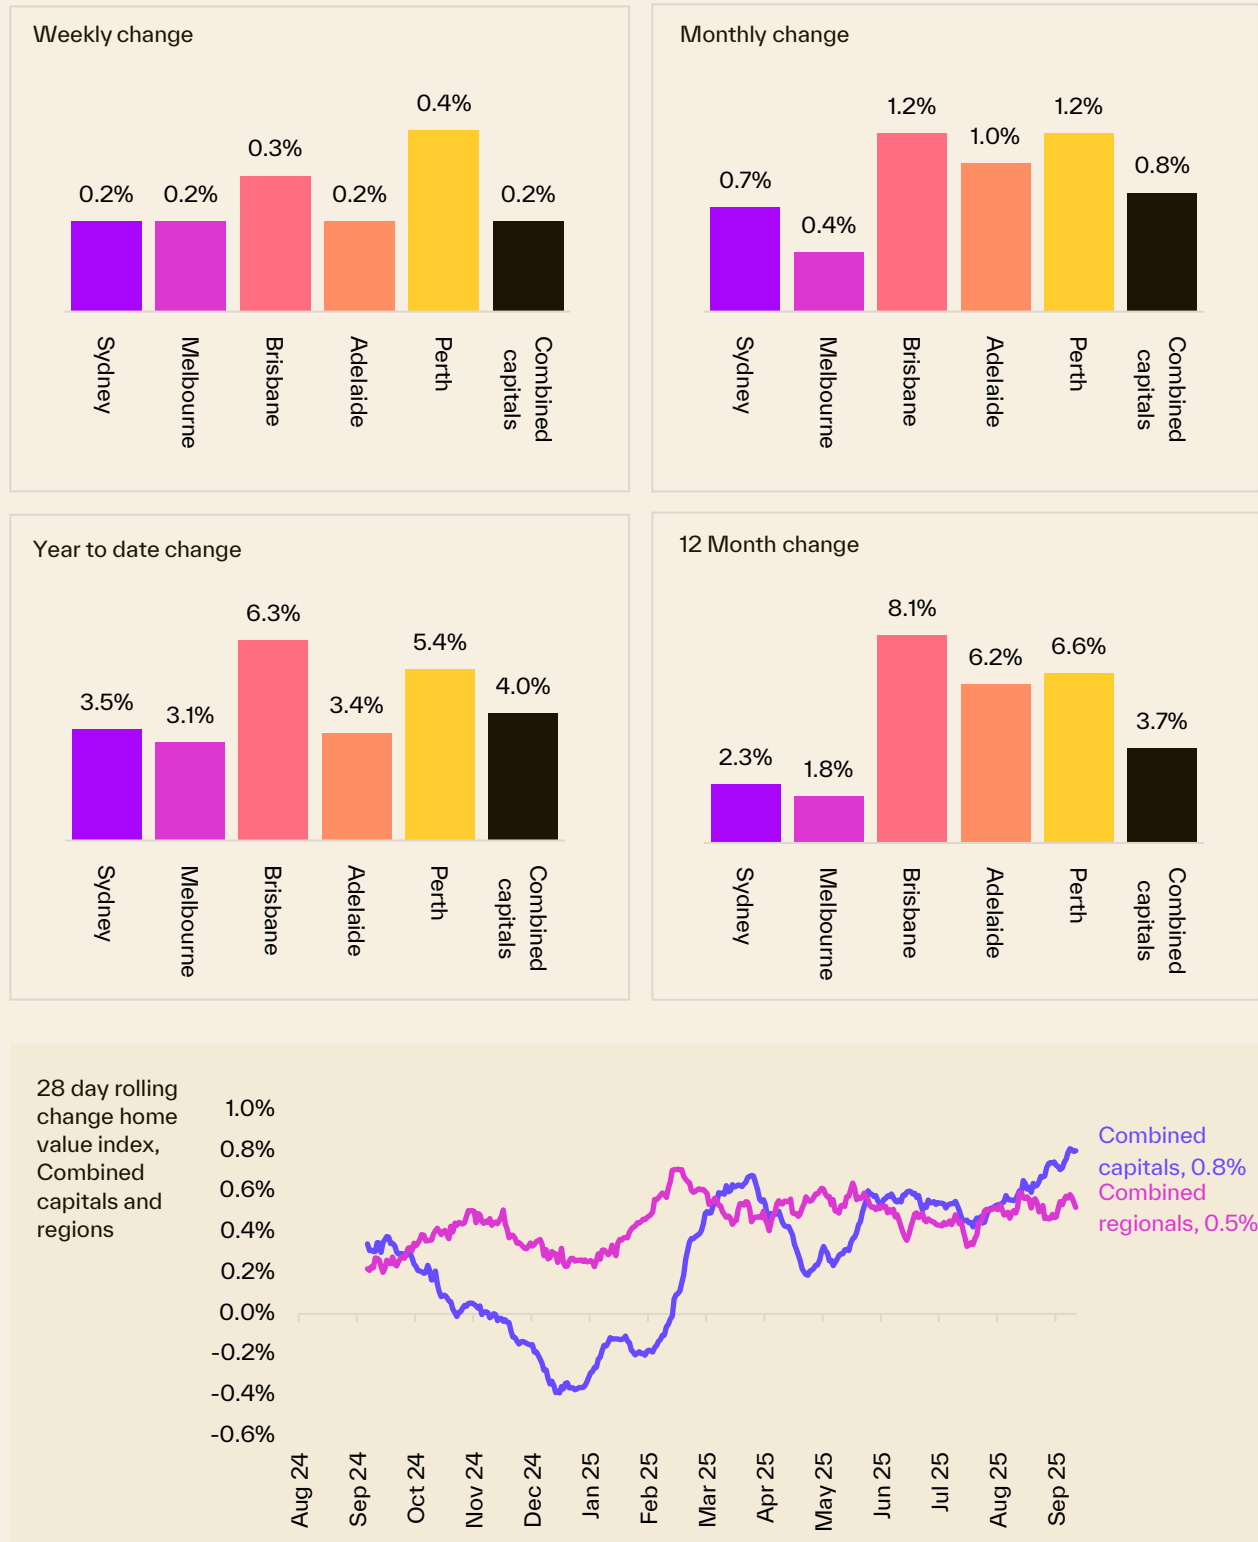 Weekly change
0.2%
0.2%
0.3%
0.2%
0.4%
0.2%
Sydney
Melbourne
Brisbane
Adelaide
Perth
Combined
capitals
Monthly change
0.7%
0.4%
1.2%
1.0%
1.2%
0.8%
Sydney
Melbourne
Brisbane
Adelaide
Perth
Combined
capitals
Year to date change
3.5%
3.1%
6.3%
3.4%
5.4%
4.0%
Sydney
Melbourne
Brisbane
Adelaide
Perth
Combined
capitals
12 Month change
2.3%
1.8%
8.1%
6.2%
6.6%
3.7%
Sydney
Melbourne
Brisbane
Adelaide
Perth
Combined
capitals
28 day rolling
change home
value index,
Combined
capitals and
regions
1.0%
0.8%
0.6%
0.4%
0.2%
0.0%
-0.2%
-0.4%
-0.6%
Aug 24
Sep 24
Oct 24
Nov 24
Dec 24
Jan 25
Feb 25
Mar 25
Apr 25
May 25
Jun 25
Jul 25
Aug 25
Sep 25
Combined
capitals, 0.8%
Combined
regionals, 0.5%